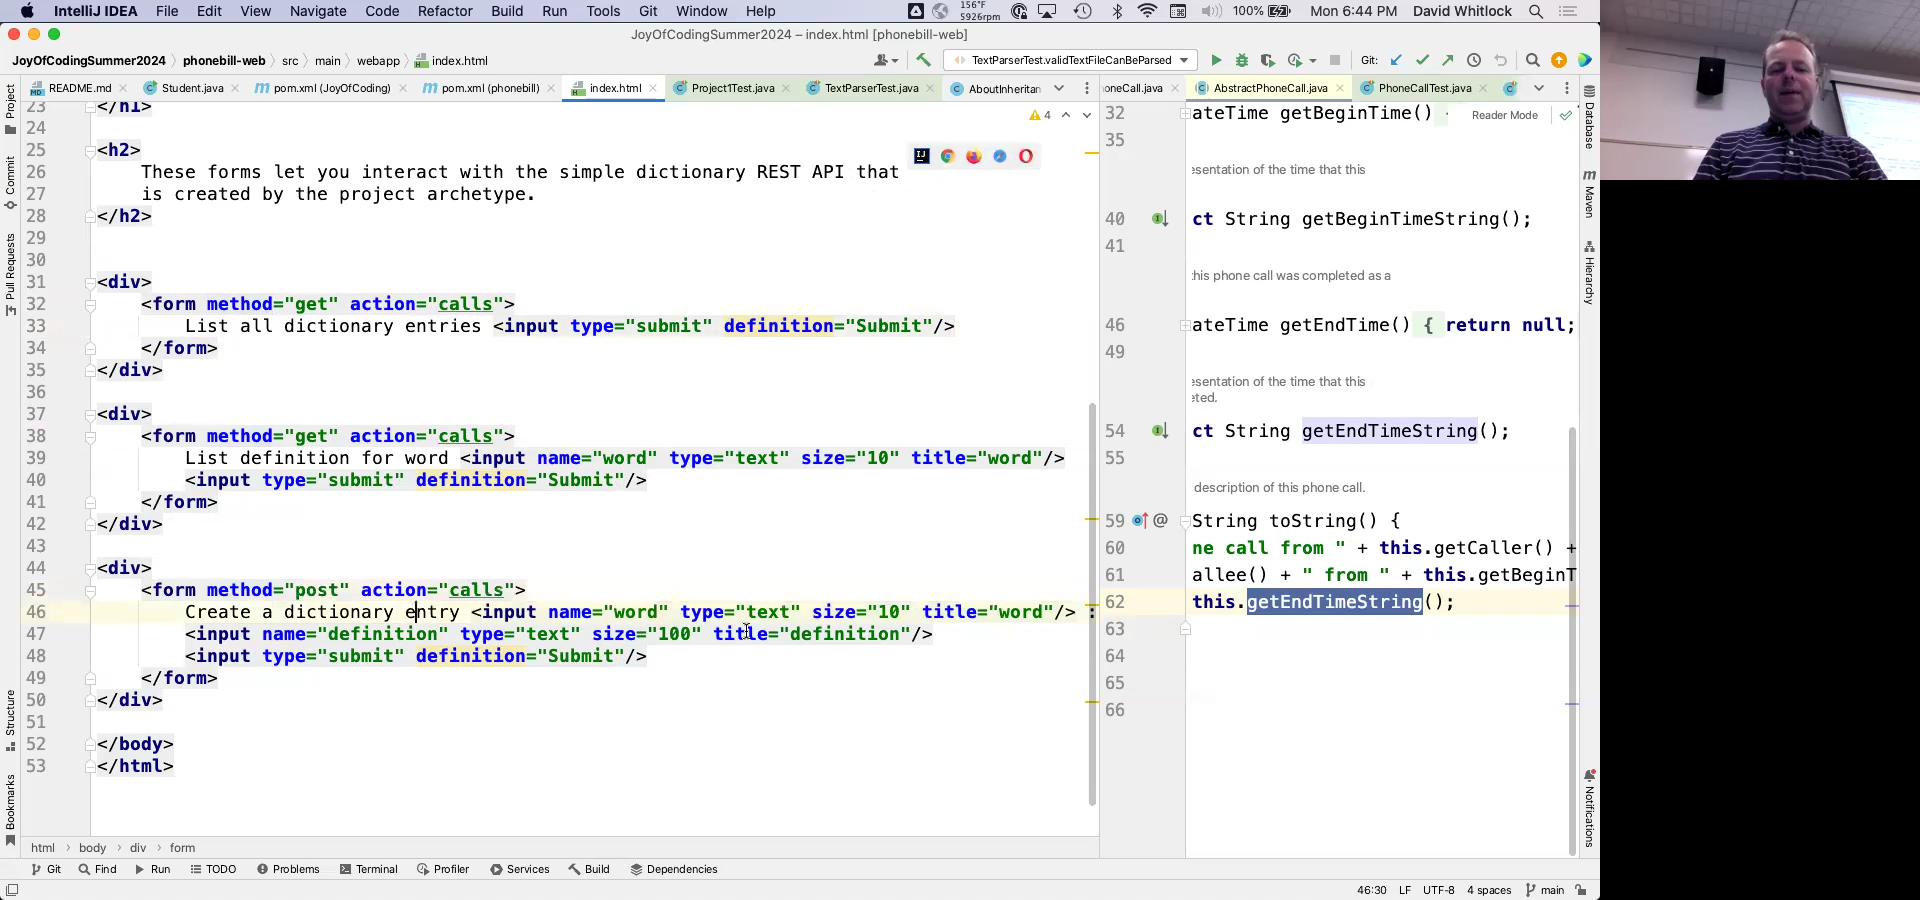 IntelliJ IDEA File Edit View Navigate Code Refactor Build Run Tools Git Window Help 156°F 5926rpm 100% Mon 6:44 PM David Whitlock
JoyOfCodingSummer2024 – index.html [phonebill-web]
JoyOfCodingSummer2024 › phonebill-web › src › main › webapp › index.html TextParserTest.validTextFileCanBeParsed Git:
README.md Student.java pom.xml (JoyOfCoding) pom.xml (phonebill) index.html Project1Test.java TextParserTest.java AboutInheritan
oneCall.java AbstractPhoneCall.java PhoneCallTest.java
Project
Commit
Pull Requests
Structure
Bookmarks
23 </h1>
24
25 <h2>
26 These forms let you interact with the simple dictionary REST API that
27 is created by the project archetype.
28 </h2>
29
30
31 <div>
32 <form method="get" action="calls">
33 List all dictionary entries <input type="submit" definition="Submit"/>
34 </form>
35 </div>
36
37 <div>
38 <form method="get" action="calls">
39 List definition for word <input name="word" type="text" size="10" title="word"/>
40 <input type="submit" definition="Submit"/>
41 </form>
42 </div>
43
44 <div>
45 <form method="post" action="calls">
46 Create a dictionary entry <input name="word" type="text" size="10" title="word"/> :
47 <input name="definition" type="text" size="100" title="definition"/>
48 <input type="submit" definition="Submit"/>
49 </form>
50 </div>
51
52 </body>
53 </html>
4
32 ateTime getBeginTime()
Reader Mode
35
esentation of the time that this
40 ct String getBeginTimeString();
41
this phone call was completed as a
46 ateTime getEndTime() { return null;
49
esentation of the time that this
eted.
54 ct String getEndTimeString();
55
description of this phone call.
59 @ String toString() {
60 ne call from " + this.getCaller() +
61 allee() + " from " + this.getBeginT
62 this.getEndTimeString();
63
64
65
66
Database
Maven
Hierarchy
Notifications
html › body › div › form
Git Find Run TODO Problems Terminal Profiler Services Build Dependencies
46:30 LF UTF-8 4 spaces main